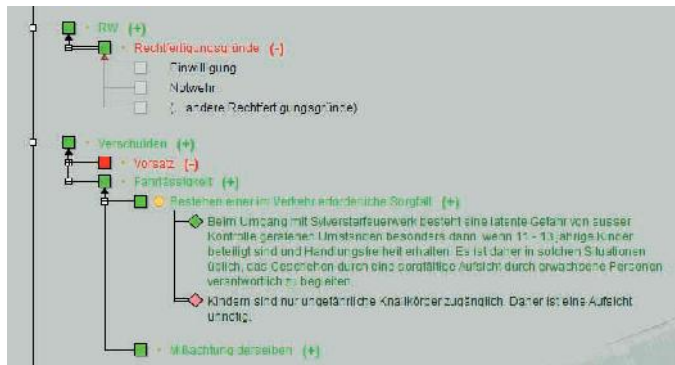 RW (+)
Rechtfertigungsgründe (-)
Einwilligung
Notwehr
(... andere Rechtfertigungsgründe)
Verschulden (+)
Vorsatz (-)
Fahrlässigkeit (+)
Bestehen einer im Verkehr erforderliche Sorgfalt (+)
Beim Umgang mit Sylversterfeuerwerk besteht eine latente Gefahr von ausser
Kontrolle geratenen Umständen besonders dann, wenn 11 - 13 jährige Kinder
beteiligt sind und Handlungsfreiheit erhalten. Es ist daher in solchen Situationen
üblich, das Geschehen durch eine sorgfältige Aufsicht durch erwachsene Personen
verantwortlich zu begleiten.
Kindern sind nur ungefährliche Knallkörper zugänglich. Daher ist eine Aufsicht
unnötig.
Mißachtung derselben (+)